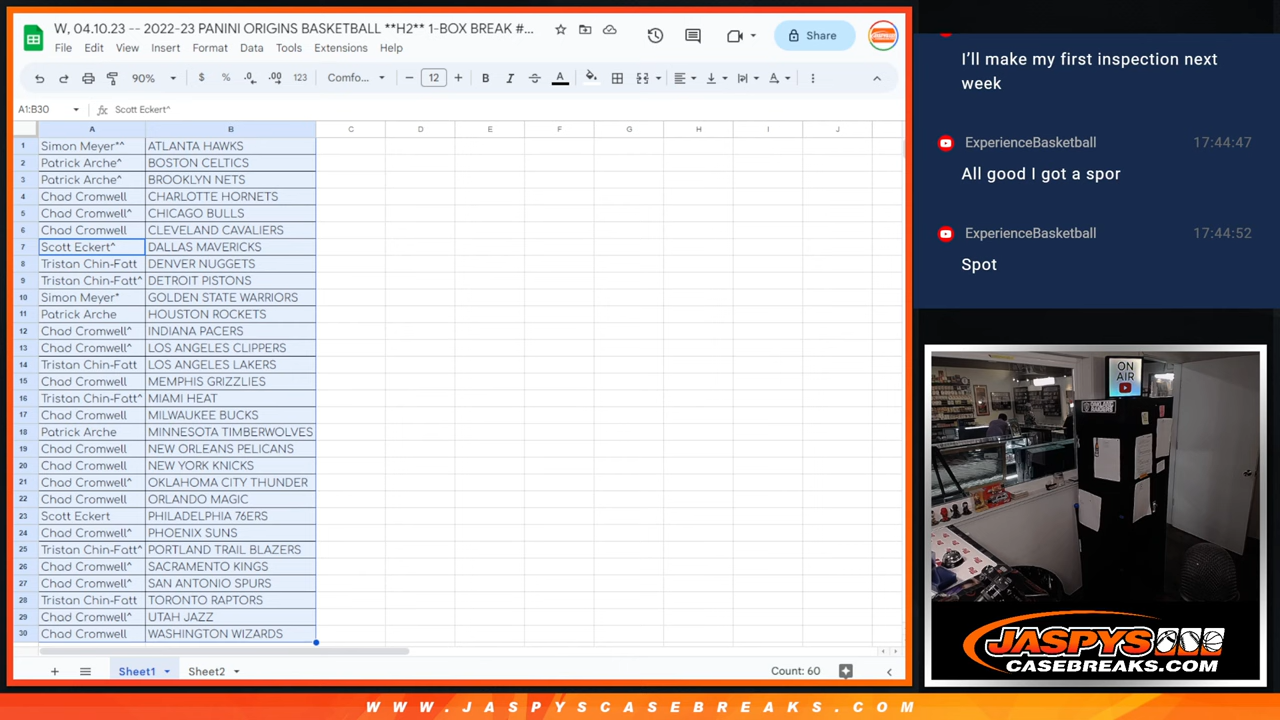 W, 04.10.23 -- 2022-23 PANINI ORIGINS BASKETBALL **H2** 1-BOX BREAK #...
File Edit View Insert Format Data Tools Extensions Help
Share
90% $ % .0 .00 123 Comfo... 12 B I A
A1:B30 fx Scott Eckert^
A B C D E F G H I J
1 Simon Meyer*^ ATLANTA HAWKS
2 Patrick Arche^ BOSTON CELTICS
3 Patrick Arche^ BROOKLYN NETS
4 Chad Cromwell CHARLOTTE HORNETS
5 Chad Cromwell^ CHICAGO BULLS
6 Chad Cromwell CLEVELAND CAVALIERS
7 Scott Eckert^ DALLAS MAVERICKS
8 Tristan Chin-Fatt DENVER NUGGETS
9 Tristan Chin-Fatt^ DETROIT PISTONS
10 Simon Meyer* GOLDEN STATE WARRIORS
11 Patrick Arche HOUSTON ROCKETS
12 Chad Cromwell^ INDIANA PACERS
13 Chad Cromwell^ LOS ANGELES CLIPPERS
14 Tristan Chin-Fatt LOS ANGELES LAKERS
15 Chad Cromwell MEMPHIS GRIZZLIES
16 Tristan Chin-Fatt^ MIAMI HEAT
17 Chad Cromwell MILWAUKEE BUCKS
18 Patrick Arche MINNESOTA TIMBERWOLVES
19 Chad Cromwell NEW ORLEANS PELICANS
20 Chad Cromwell NEW YORK KNICKS
21 Chad Cromwell^ OKLAHOMA CITY THUNDER
22 Chad Cromwell ORLANDO MAGIC
23 Scott Eckert PHILADELPHIA 76ERS
24 Chad Cromwell^ PHOENIX SUNS
25 Tristan Chin-Fatt^ PORTLAND TRAIL BLAZERS
26 Chad Cromwell^ SACRAMENTO KINGS
27 Chad Cromwell^ SAN ANTONIO SPURS
28 Tristan Chin-Fatt TORONTO RAPTORS
29 Chad Cromwell^ UTAH JAZZ
30 Chad Cromwell WASHINGTON WIZARDS
Sheet1 Sheet2 Count: 60
I'll make my first inspection next
week
ExperienceBasketball 17:44:47
All good I got a spor
ExperienceBasketball 17:44:52
Spot
ON
AIR
JASPYS
CASEBREAKS.COM
WWW.JASPYSCASEBREAKS.COM